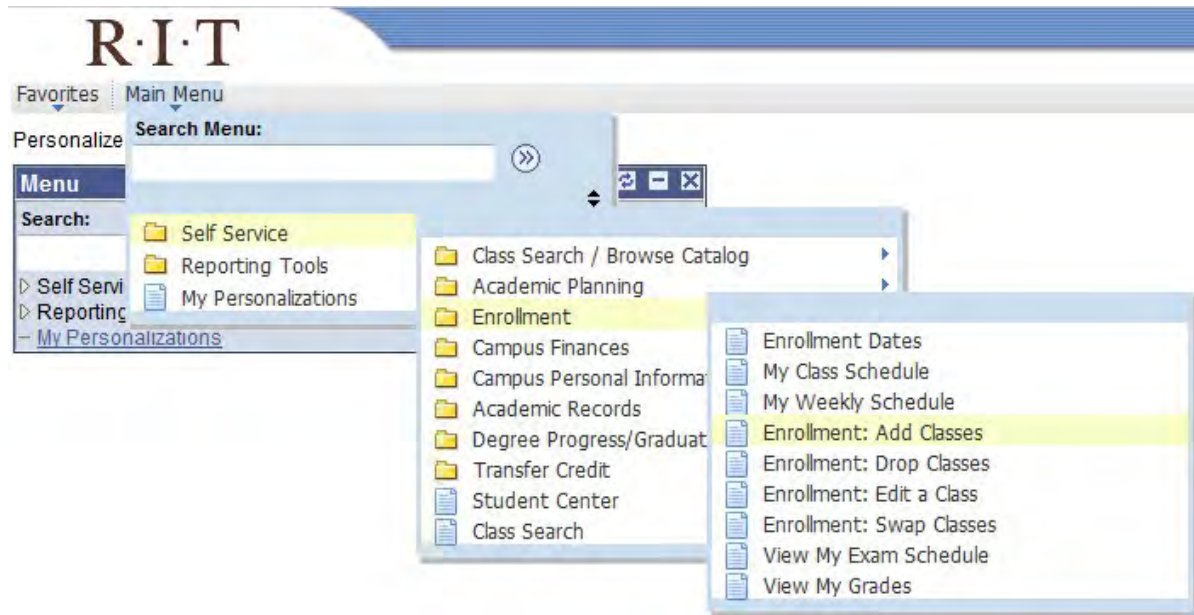 R·I·T
Favorites Main Menu
Personalize
Search Menu:
Menu
Search:
Self Servi
Reporting
My Personalizations
Self Service
Reporting Tools
My Personalizations
Class Search / Browse Catalog
Academic Planning
Enrollment
Campus Finances
Campus Personal Informa
Academic Records
Degree Progress/Graduat
Transfer Credit
Student Center
Class Search
Enrollment Dates
My Class Schedule
My Weekly Schedule
Enrollment: Add Classes
Enrollment: Drop Classes
Enrollment: Edit a Class
Enrollment: Swap Classes
View My Exam Schedule
View My Grades